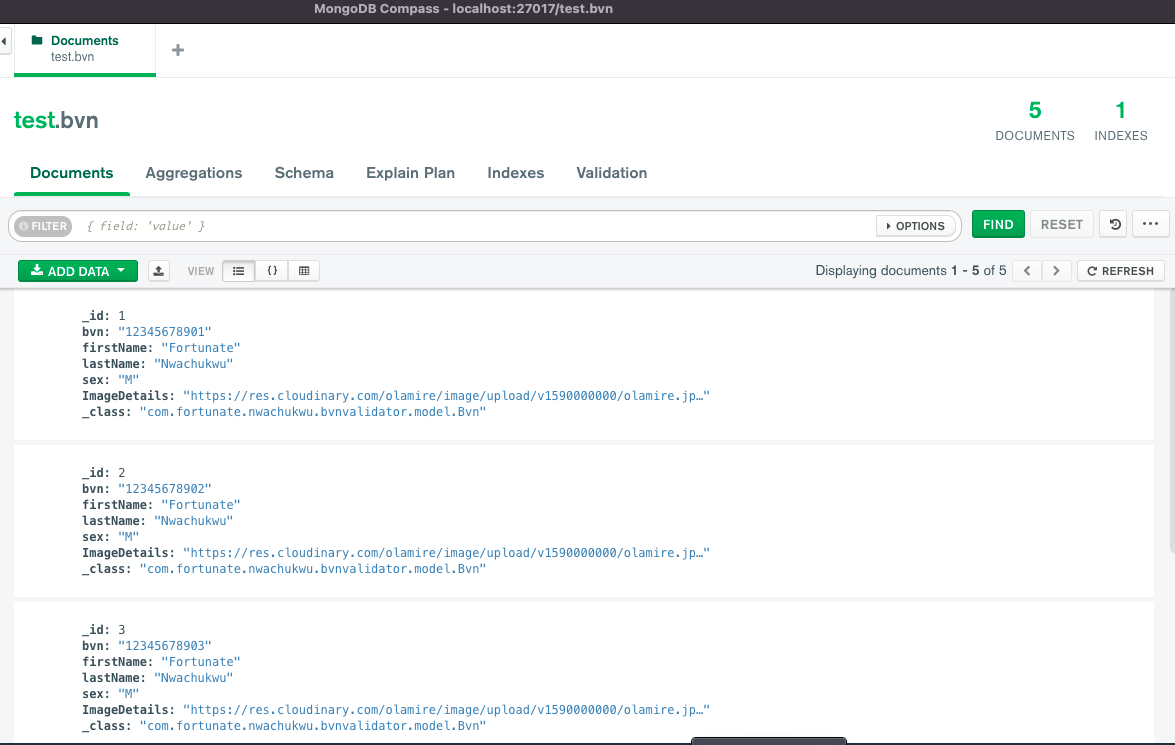 MongoDB Compass - localhost:27017/test.bvn
Documents
test.bvn
test.bvn
5
DOCUMENTS
1
INDEXES
Documents Aggregations Schema Explain Plan Indexes Validation
FILTER { field: 'value' } OPTIONS FIND RESET ...
ADD DATA VIEW { } Displaying documents 1 - 5 of 5 < > REFRESH
_id: 1
bvn: "12345678901"
firstName: "Fortunate"
lastName: "Nwachukwu"
sex: "M"
ImageDetails: "https://res.cloudinary.com/olamire/image/upload/v1590000000/olamire.jp…"
_class: "com.fortunate.nwachukwu.bvnvalidator.model.Bvn"
_id: 2
bvn: "12345678902"
firstName: "Fortunate"
lastName: "Nwachukwu"
sex: "M"
ImageDetails: "https://res.cloudinary.com/olamire/image/upload/v1590000000/olamire.jp…"
_class: "com.fortunate.nwachukwu.bvnvalidator.model.Bvn"
_id: 3
bvn: "12345678903"
firstName: "Fortunate"
lastName: "Nwachukwu"
sex: "M"
ImageDetails: "https://res.cloudinary.com/olamire/image/upload/v1590000000/olamire.jp…"
_class: "com.fortunate.nwachukwu.bvnvalidator.model.Bvn"